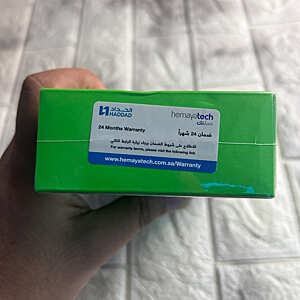 الحداد
HADDAD
hemayatech
حمايتك
24 Months Warranty
ضمان 24 شهراً
للاطلاع على شروط الضمان يرجى زيارة الرابط التالي
For warranty terms, please visit the following link:
www.hemayatech.com.sa/Warranty